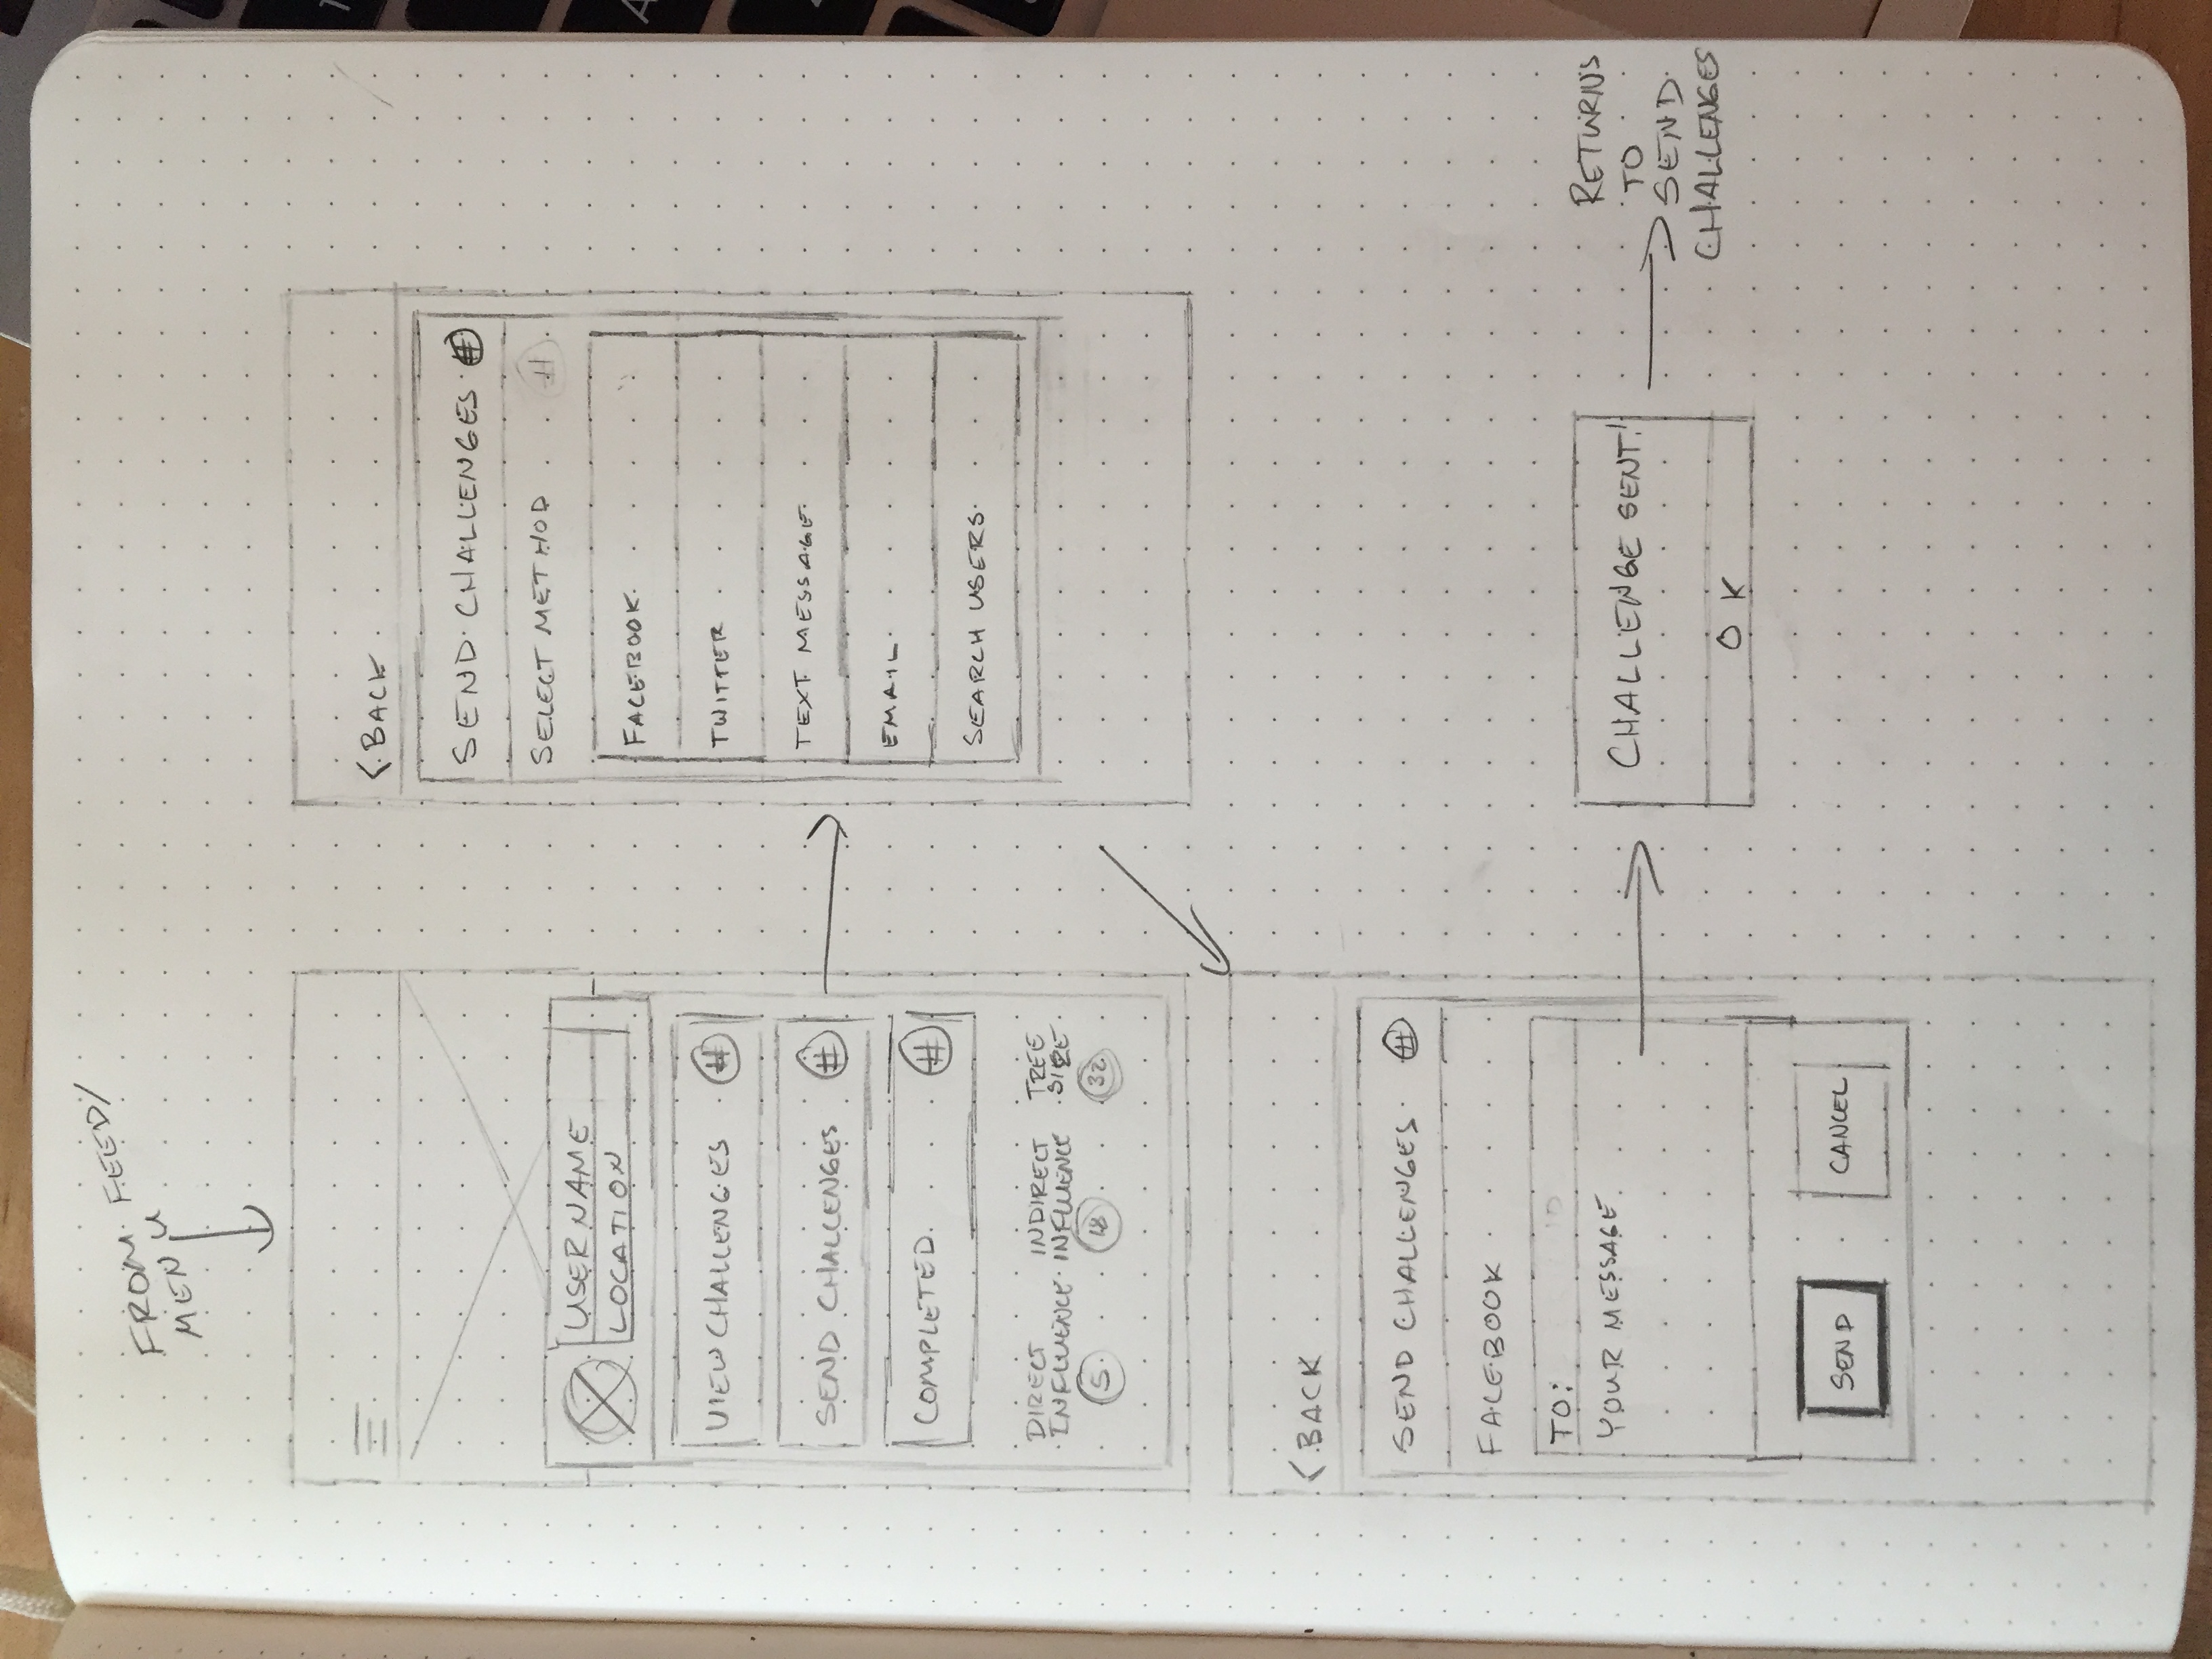 FROM FEED/
MENU
USERNAME
LOCATION
VIEW CHALLENGES #
SEND CHALLENGES #
COMPLETED #
DIRECT INFLUENCE
5
INDIRECT INFLUENCE
18
TREE SIZE
32
< BACK
SEND CHALLENGES #
SELECT METHOD #
FACEBOOK
TWITTER
TEXT MESSAGE
EMAIL
SEARCH USERS
< BACK
SEND CHALLENGES #
FACEBOOK
TO:
YOUR MESSAGE
SEND CANCEL
CHALLENGE SENT!
OK
RETURNS
TO
SEND
CHALLENGES